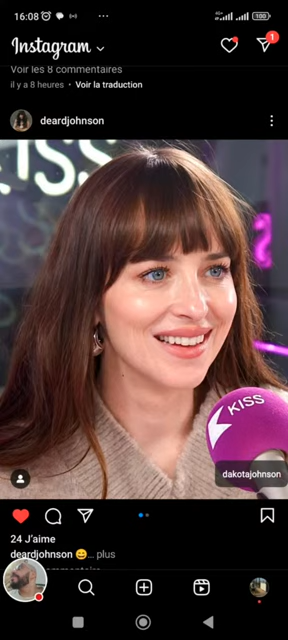 16:08
100
Instagram
1
Voir les 8 commentaires
il y a 8 heures • Voir la traduction
deardjohnson
KISS
KISS
dakotajohnson
24 J'aime
deardjohnson 😄... plus